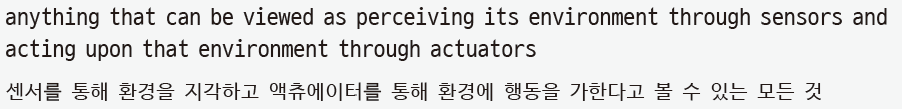 anything that can be viewed as perceiving its environment through sensors and
acting upon that environment through actuators
센서를 통해 환경을 지각하고 액츄에이터를 통해 환경에 행동을 가한다고 볼 수 있는 모든 것